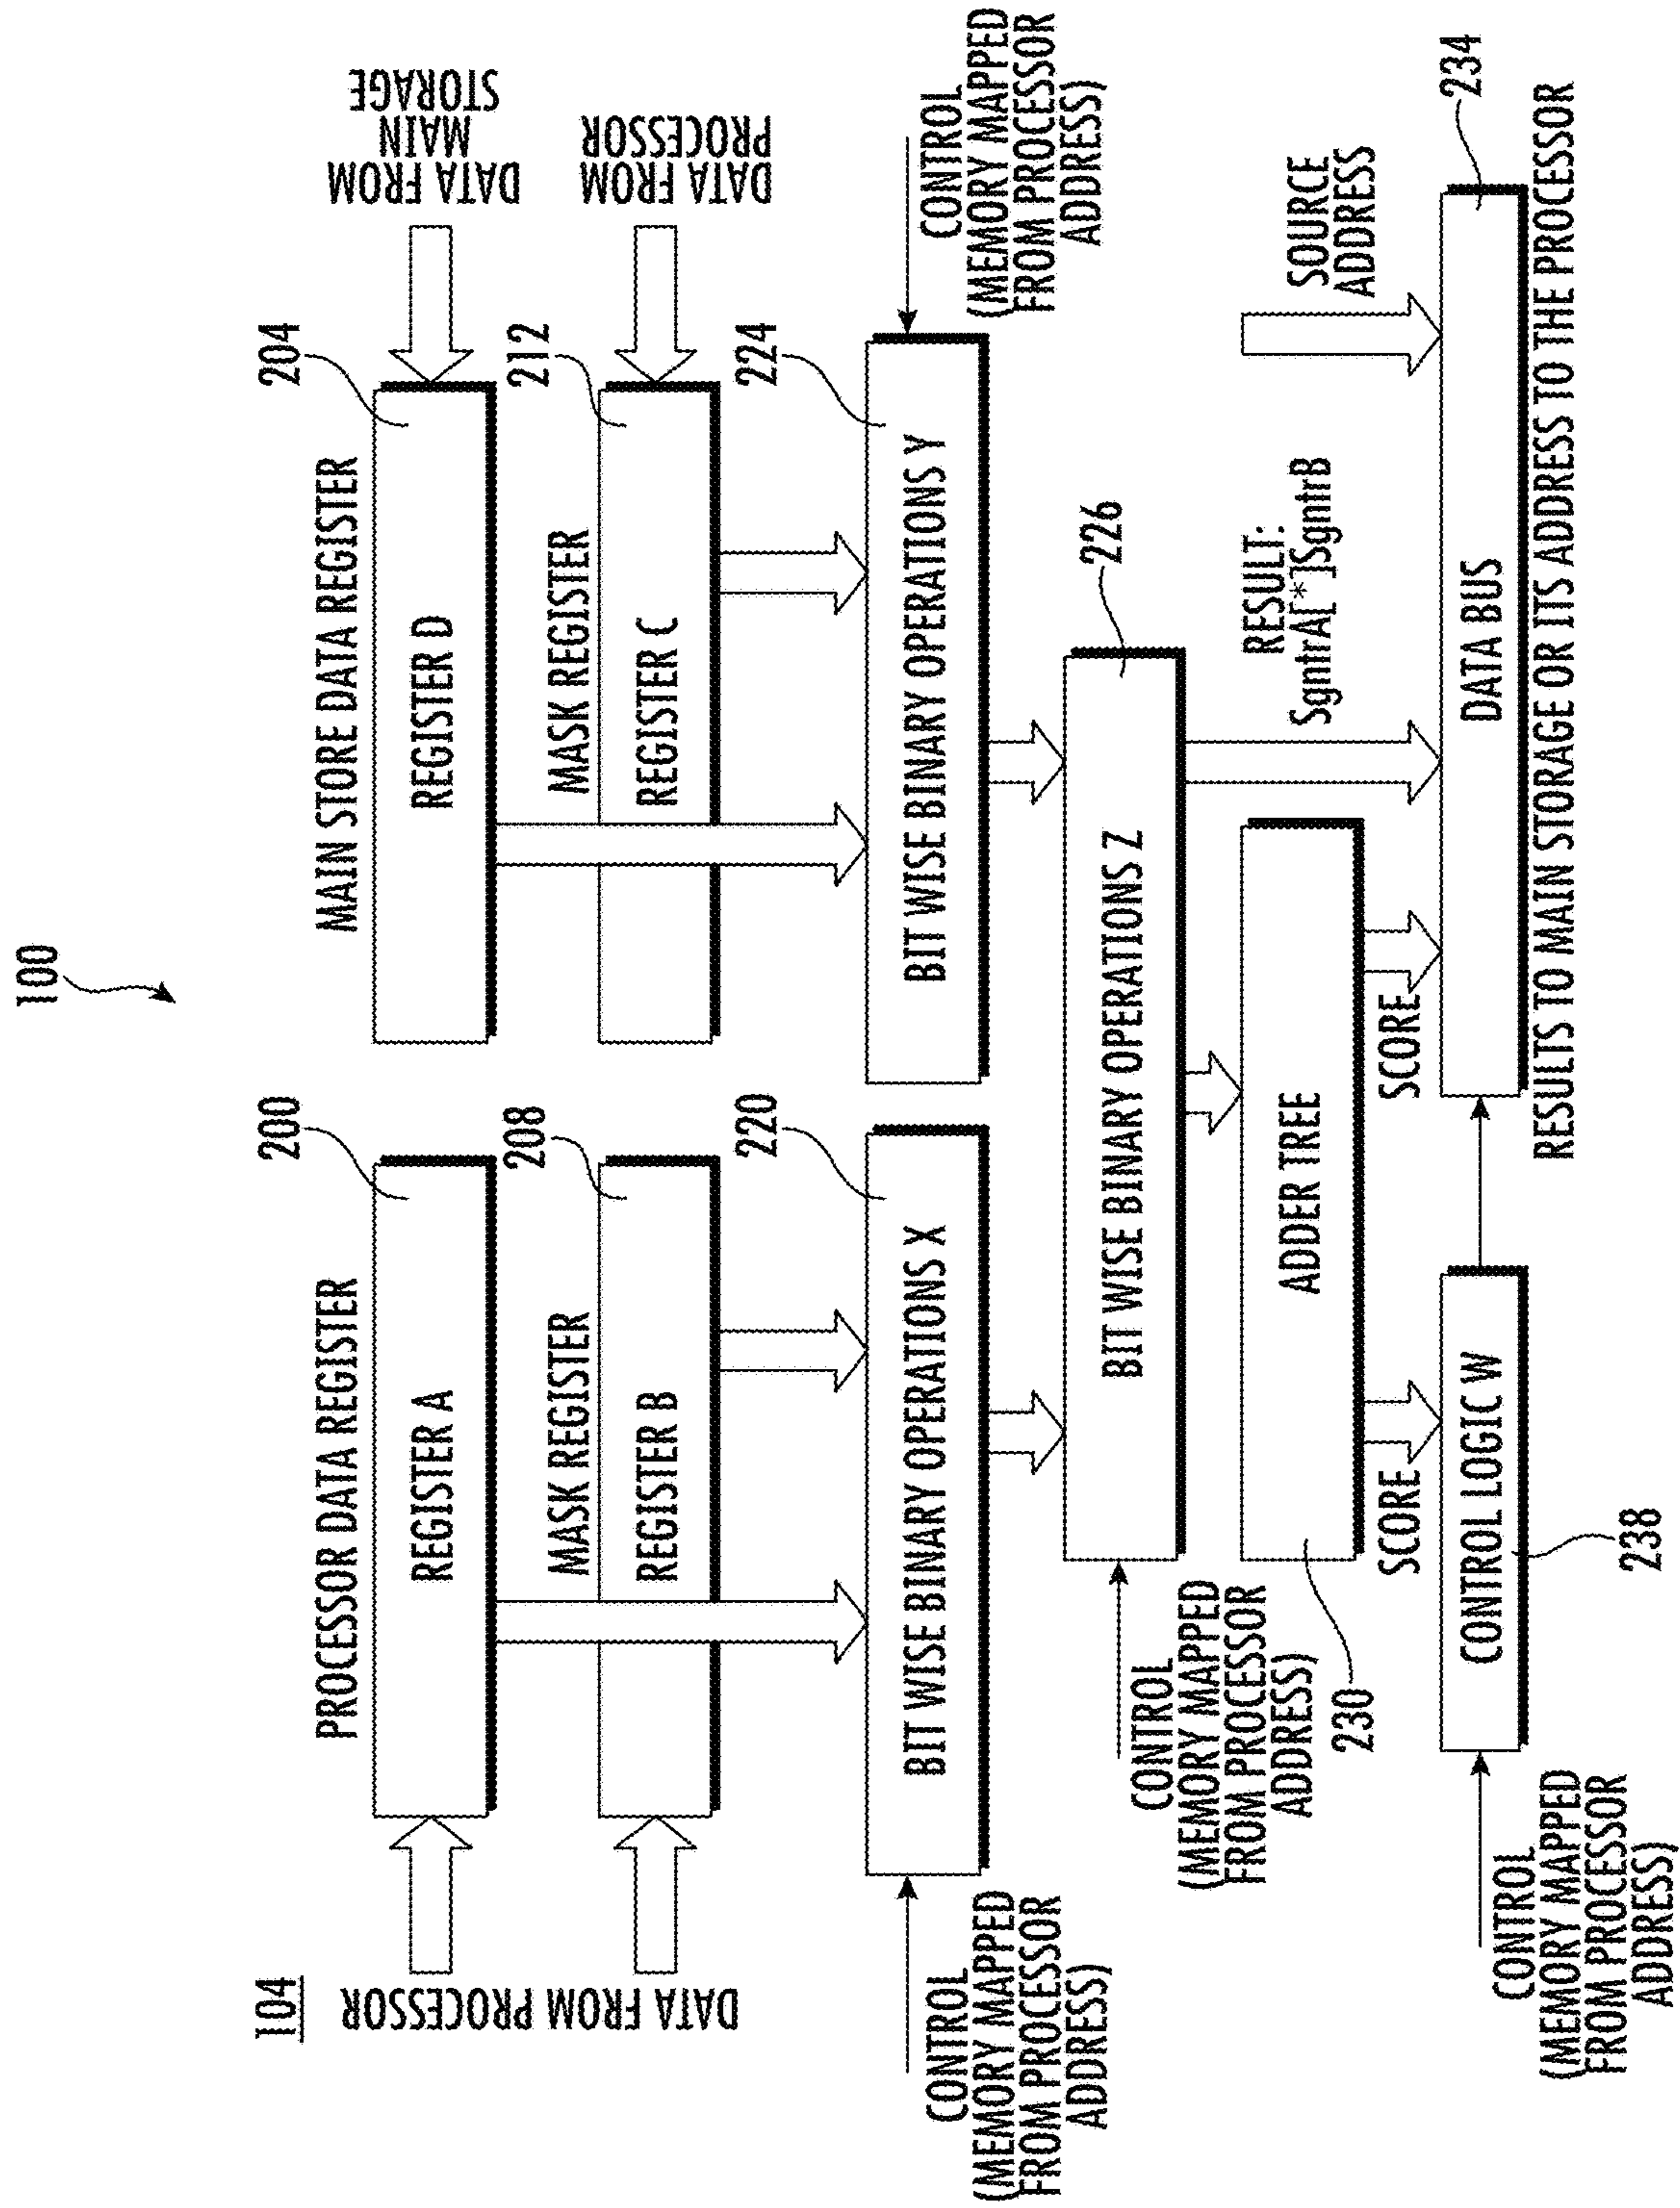 100
104
PROCESSOR DATA REGISTER
200
REGISTER A
MAIN STORE DATA REGISTER
204
REGISTER D
DATA FROM
MAIN
STORAGE
DATA FROM PROCESSOR
MASK REGISTER
208
REGISTER B
MASK REGISTER
212
REGISTER C
DATA FROM
PROCESSOR
220
BIT WISE BINARY OPERATIONS X
224
BIT WISE BINARY OPERATIONS Y
CONTROL
(MEMORY MAPPED
FROM PROCESSOR
ADDRESS)
CONTROL
(MEMORY MAPPED
FROM PROCESSOR
ADDRESS)
226
BIT WISE BINARY OPERATIONS Z
CONTROL
(MEMORY MAPPED
FROM PROCESSOR
ADDRESS)
230
ADDER TREE
RESULT:
SgntrA[*]SgntrB
SOURCE
ADDRESS
SCORE
SCORE
234
CONTROL LOGIC W
238
DATA BUS
CONTROL
(MEMORY MAPPED
FROM PROCESSOR
ADDRESS)
RESULTS TO MAIN STORAGE OR ITS ADDRESS TO THE PROCESSOR